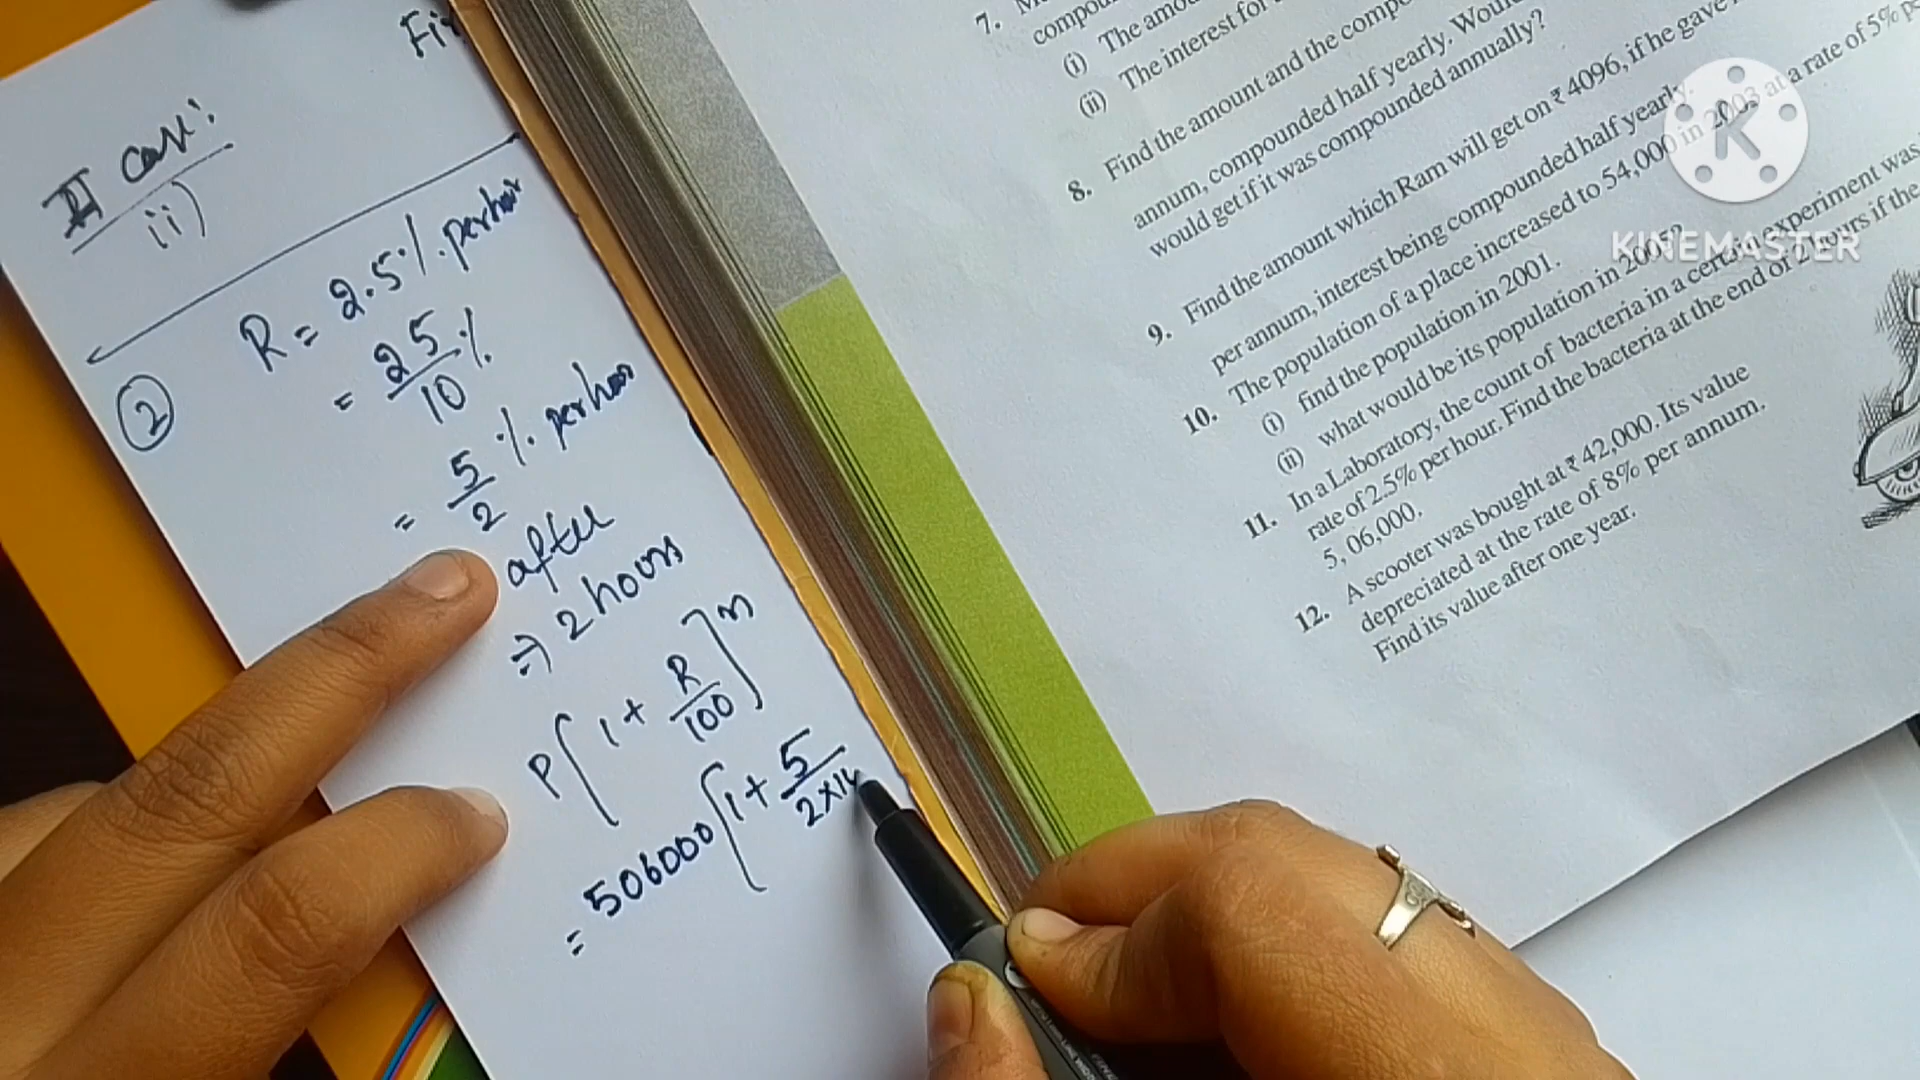 Fi
II case:
ii)
②
R = 2.5% per hour
= 25/10 %
= 5/2 % per hour
after
⇒ 2 hours
P[1 + R/100]ⁿ
= 506000[1 + 5/2×1
7.
compou
(i) The amou
(ii) The interest for
8. Find the amount and the compo
annum, compounded half yearly. Would
would get if it was compounded annually?
9. Find the amount which Ram will get on ₹ 4096, if he gave
per annum, interest being compounded half yearly.
10. The population of a place increased to 54,000 in 2003 at a rate of 5% p
(i) find the population in 2001.
(ii) what would be its population in 2005?
11. In a Laboratory, the count of bacteria in a certain experiment was
rate of 2.5% per hour. Find the bacteria at the end of 2 hours if the
5, 06,000.
12. A scooter was bought at ₹ 42,000. Its value
depreciated at the rate of 8% per annum.
Find its value after one year.
K
KINEMASTER